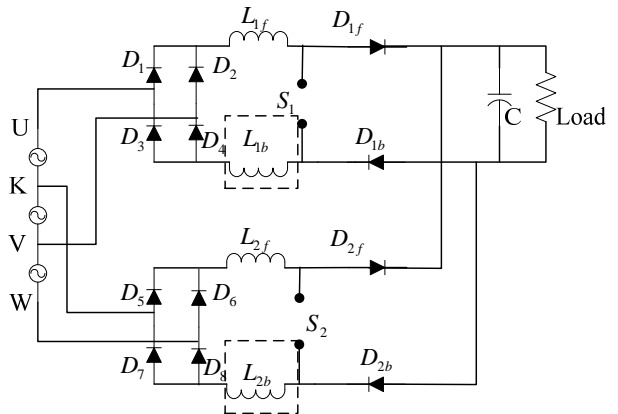 L1f
D1f
D1
D2
S1
U
D3
D4
L1b
D1b
C
Load
K
V
L2f
D2f
W
D5
D6
S2
D7
D8
L2b
D2b